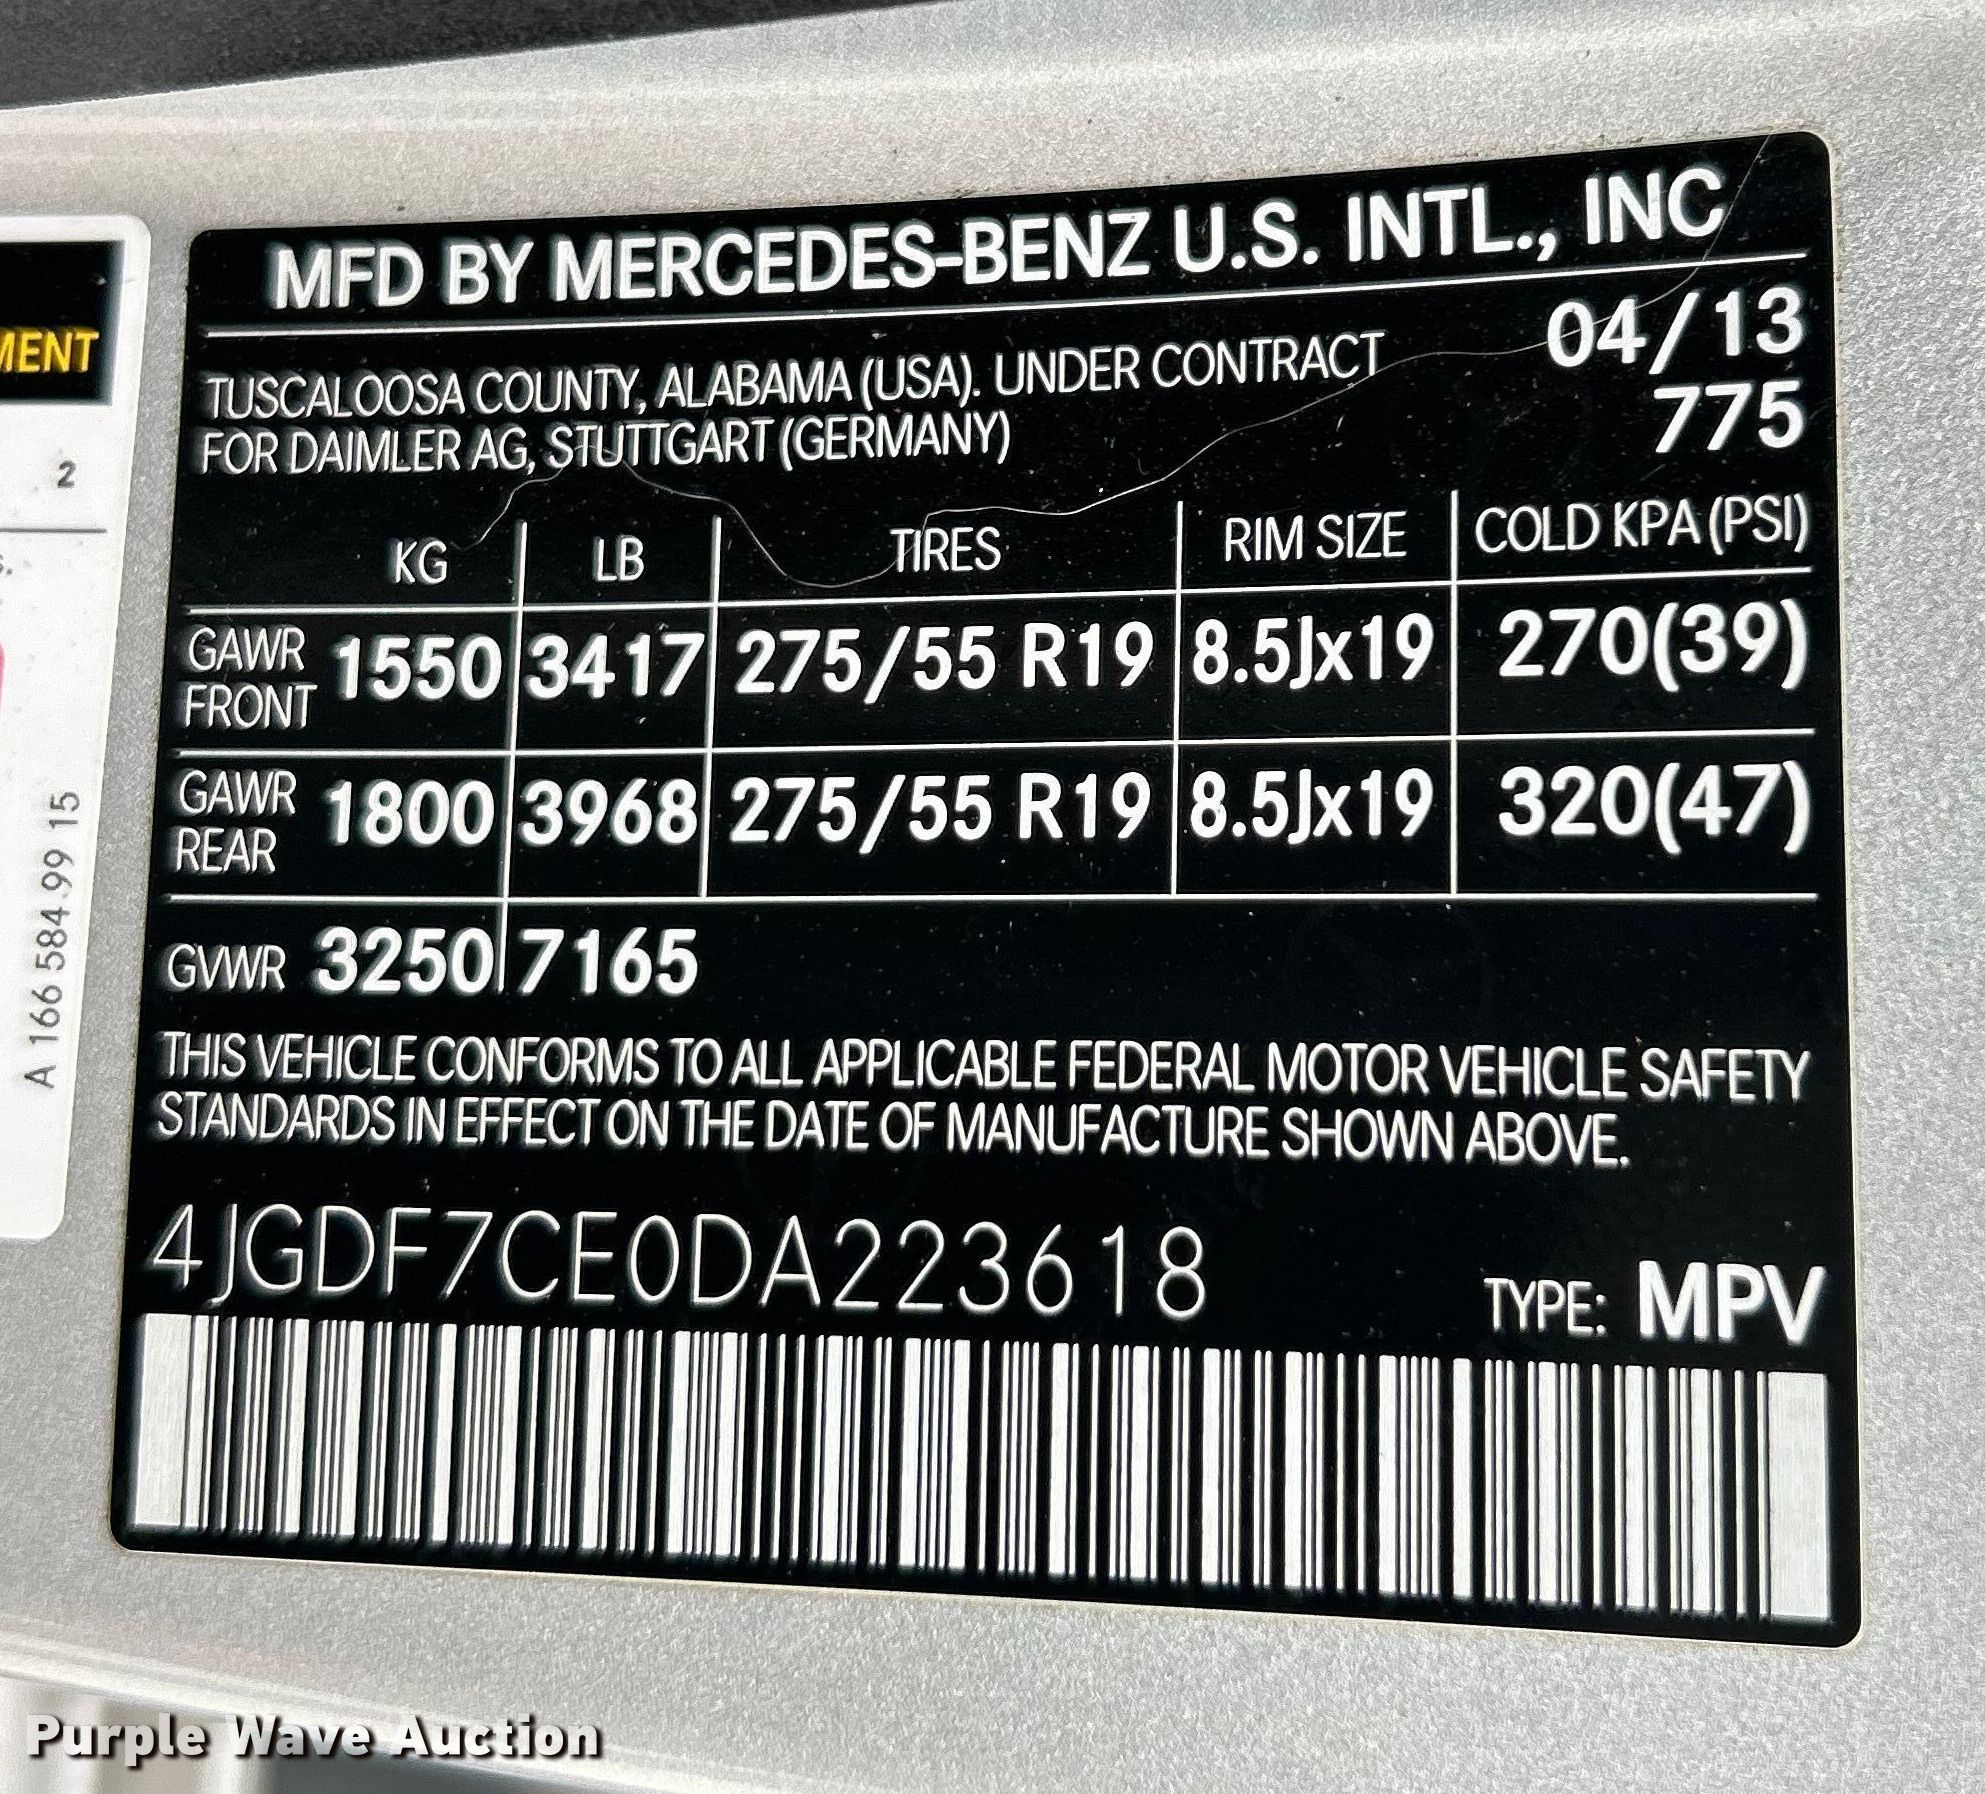 MFD BY MERCEDES-BENZ U.S. INTL., INC
TUSCALOOSA COUNTY, ALABAMA (USA). UNDER CONTRACT
FOR DAIMLER AG, STUTTGART (GERMANY)
04/13
775
KG LB TIRES RIM SIZE COLD KPA (PSI)
GAWR FRONT 1550 3417 275/55 R19 8.5Jx19 270(39)
GAWR REAR 1800 3968 275/55 R19 8.5Jx19 320(47)
GVWR 3250 7165
THIS VEHICLE CONFORMS TO ALL APPLICABLE FEDERAL MOTOR VEHICLE SAFETY
STANDARDS IN EFFECT ON THE DATE OF MANUFACTURE SHOWN ABOVE.
4JGDF7CE0DA223618
TYPE: MPV
2
A 166 584 99 15
Purple Wave Auction